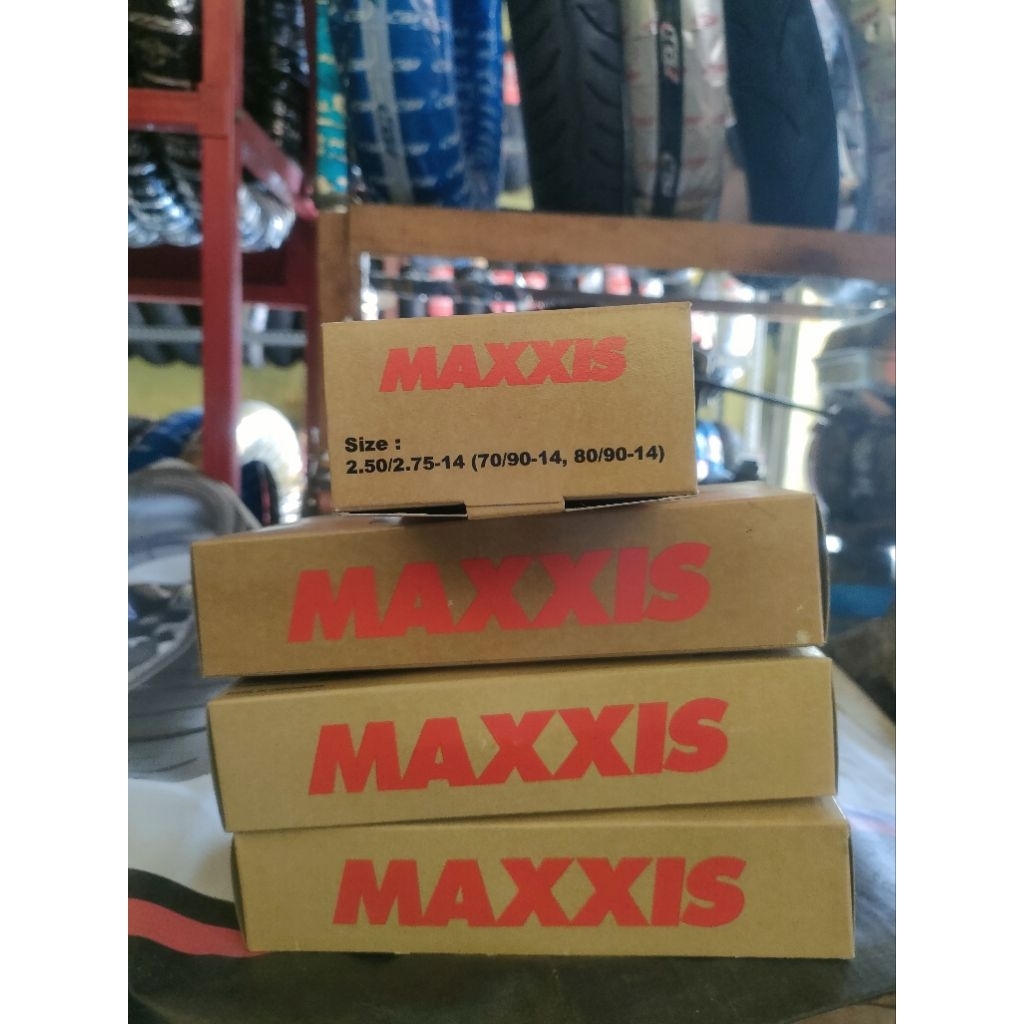 MAXXIS
Size :
2.50/2.75-14 (70/90-14, 80/90-14)
MAXXIS
MAXXIS
MAXXIS